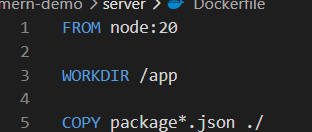 mern-demo > server > Dockerfile
1 FROM node:20
2
3 WORKDIR /app
4
5 COPY package*.json ./